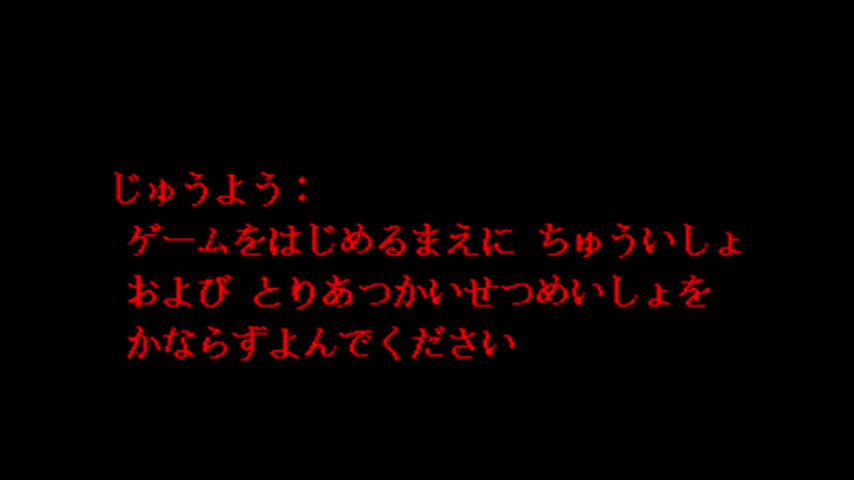 じゅうよう：
ゲームをはじめるまえに ちゅういしょ
および とりあつかいせつめいしょを
かならずよんでください